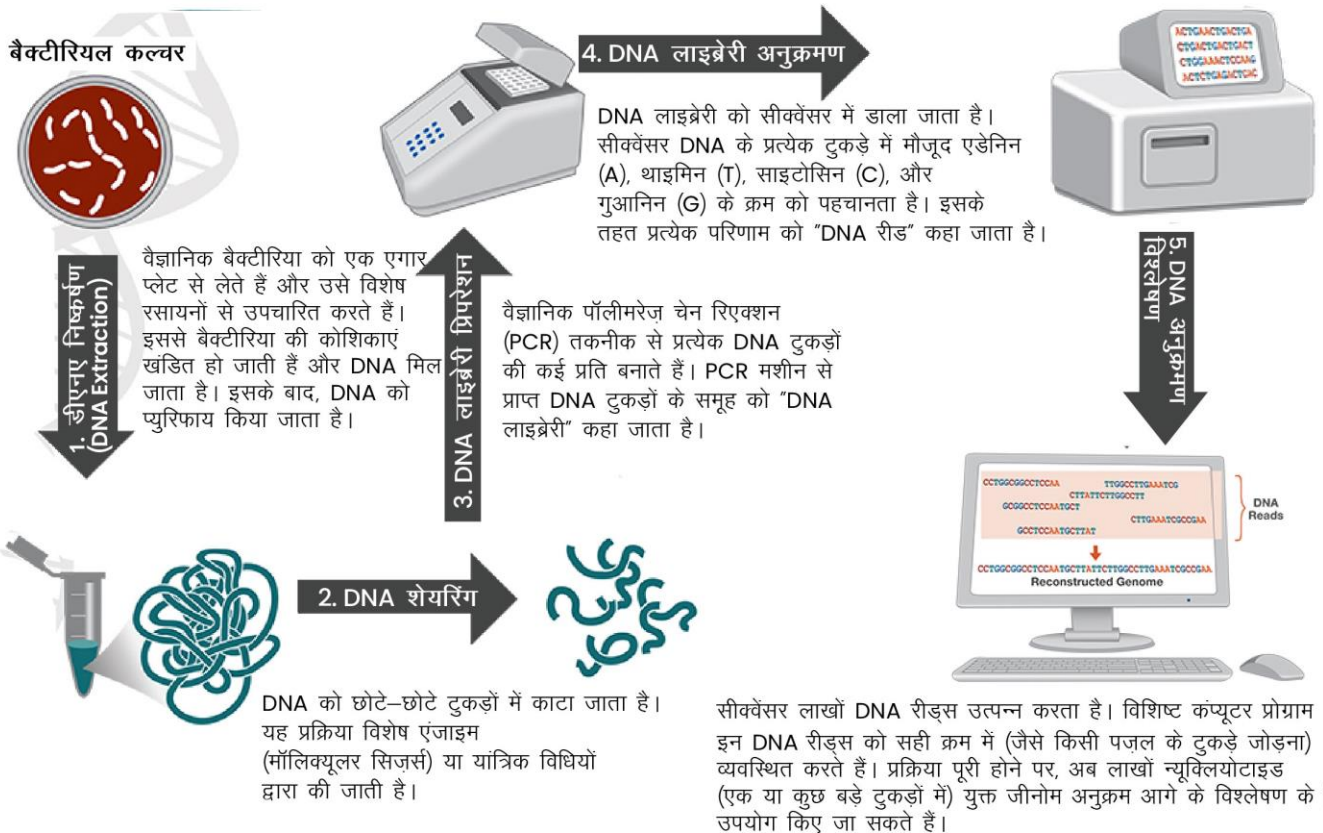 बैक्टीरियल कल्चर
1. डीएनए निष्कर्षण
(DNA Extraction)
वैज्ञानिक बैक्टीरिया को एक एगार
प्लेट से लेते हैं और उसे विशेष
रसायनों से उपचारित करते हैं।
इससे बैक्टीरिया की कोशिकाएं
खंडित हो जाती हैं और DNA मिल
जाता है। इसके बाद, DNA को
प्युरिफाय किया जाता है।
2. DNA शेयरिंग
DNA को छोटे–छोटे टुकड़ों में काटा जाता है।
यह प्रक्रिया विशेष एंजाइम
(मॉलिक्यूलर सिज़र्स) या यांत्रिक विधियों
द्वारा की जाती है।
3. DNA लाइब्रेरी प्रिपरेशन
वैज्ञानिक पॉलीमरेज़ चेन रिएक्शन
(PCR) तकनीक से प्रत्येक DNA टुकड़ों
की कई प्रति बनाते हैं। PCR मशीन से
प्राप्त DNA टुकड़ों के समूह को "DNA
लाइब्रेरी" कहा जाता है।
4. DNA लाइब्रेरी अनुक्रमण
DNA लाइब्रेरी को सीक्वेंसर में डाला जाता है।
सीक्वेंसर DNA के प्रत्येक टुकड़े में मौजूद एडेनिन
(A), थाइमिन (T), साइटोसिन (C), और
गुआनिन (G) के क्रम को पहचानता है। इसके
तहत प्रत्येक परिणाम को "DNA रीड" कहा जाता है।
ACTGAACTGACTGA
CTGACTGACTGACT
CTGGAAACTCCAAG
ACTCTGAGACTGAC
5. DNA अनुक्रमण
विश्लेषण
CCTGGCGGCCTCCAA TTGGCCTTGAAATCG
CTTATTCTTGGCCTT
GCGGCCTCCAATGCT
CTTGAAATCGCCGAA
GCCTCCAATGCTTAT
DNA
Reads
CCTGGCGGCCTCCAATGCTTATTCTTGGCCTTGAAATCGCCGAA
Reconstructed Genome
सीक्वेंसर लाखों DNA रीड्स उत्पन्न करता है। विशिष्ट कंप्यूटर प्रोग्राम
इन DNA रीड्स को सही क्रम में (जैसे किसी पज़ल के टुकड़े जोड़ना)
व्यवस्थित करते हैं। प्रक्रिया पूरी होने पर, अब लाखों न्यूक्लियोटाइड
(एक या कुछ बड़े टुकड़ों में) युक्त जीनोम अनुक्रम आगे के विश्लेषण के
उपयोग किए जा सकते हैं।